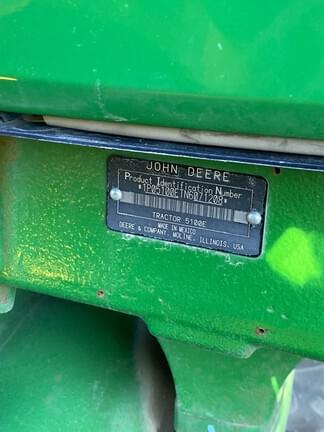 JOHN DEERE
Product Identification Number
*1P05100ETN6071208*
TRACTOR 5100E
MADE IN MEXICO
DEERE & COMPANY, MOLINE, ILLINOIS, USA